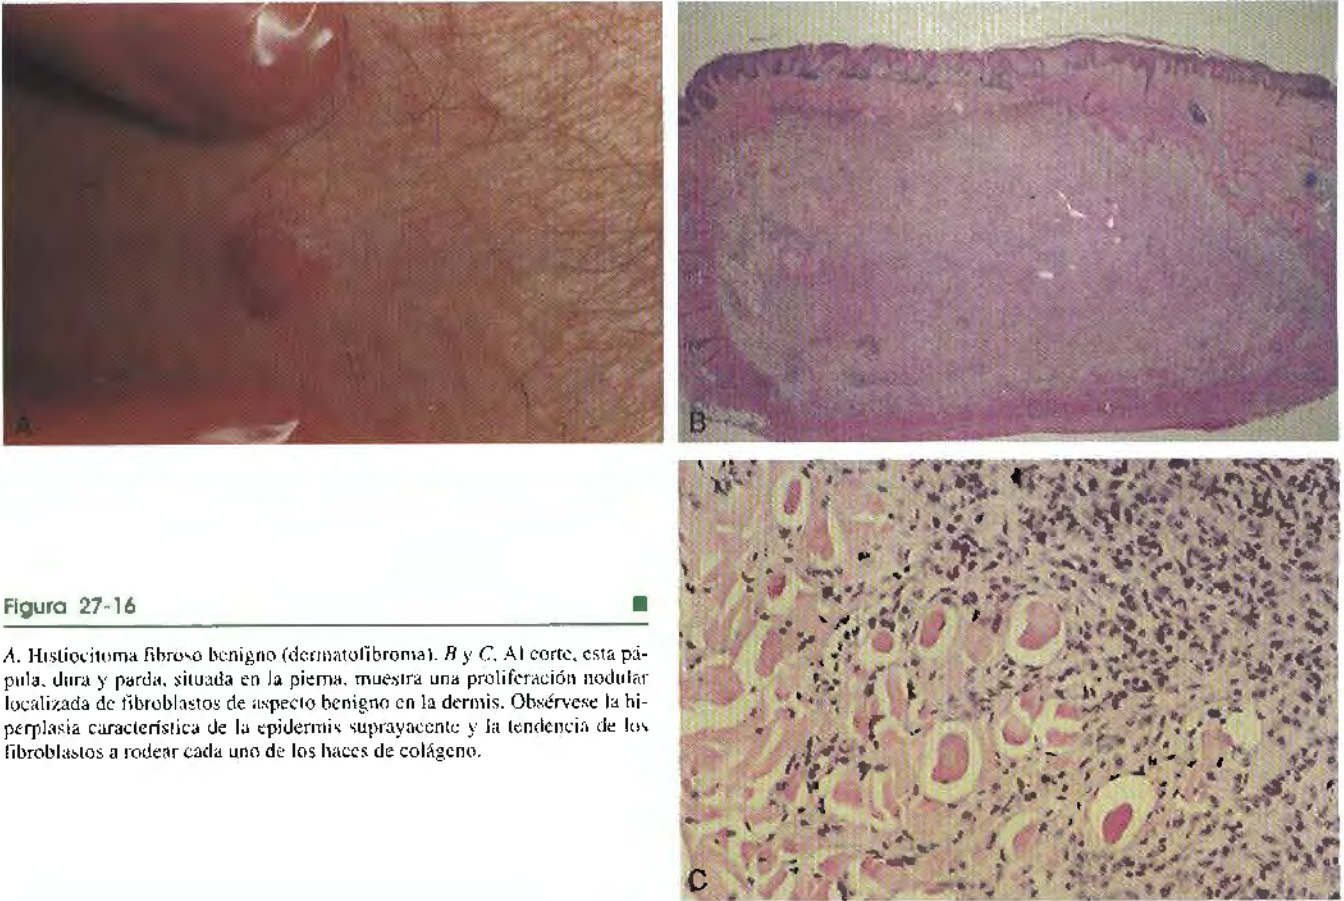 A
B
C
Figura 27-16
A. Histiocitoma fibroso benigno (dermatofibroma). B y C. Al corte, esta pá-
pula, dura y parda, situada en la pierna, muestra una proliferación nodular
localizada de fibroblastos de aspecto benigno en la dermis. Obsérvese la hi-
perplasia característica de la epidermis suprayacente y la tendencia de los
fibroblastos a rodear cada uno de los haces de colágeno.